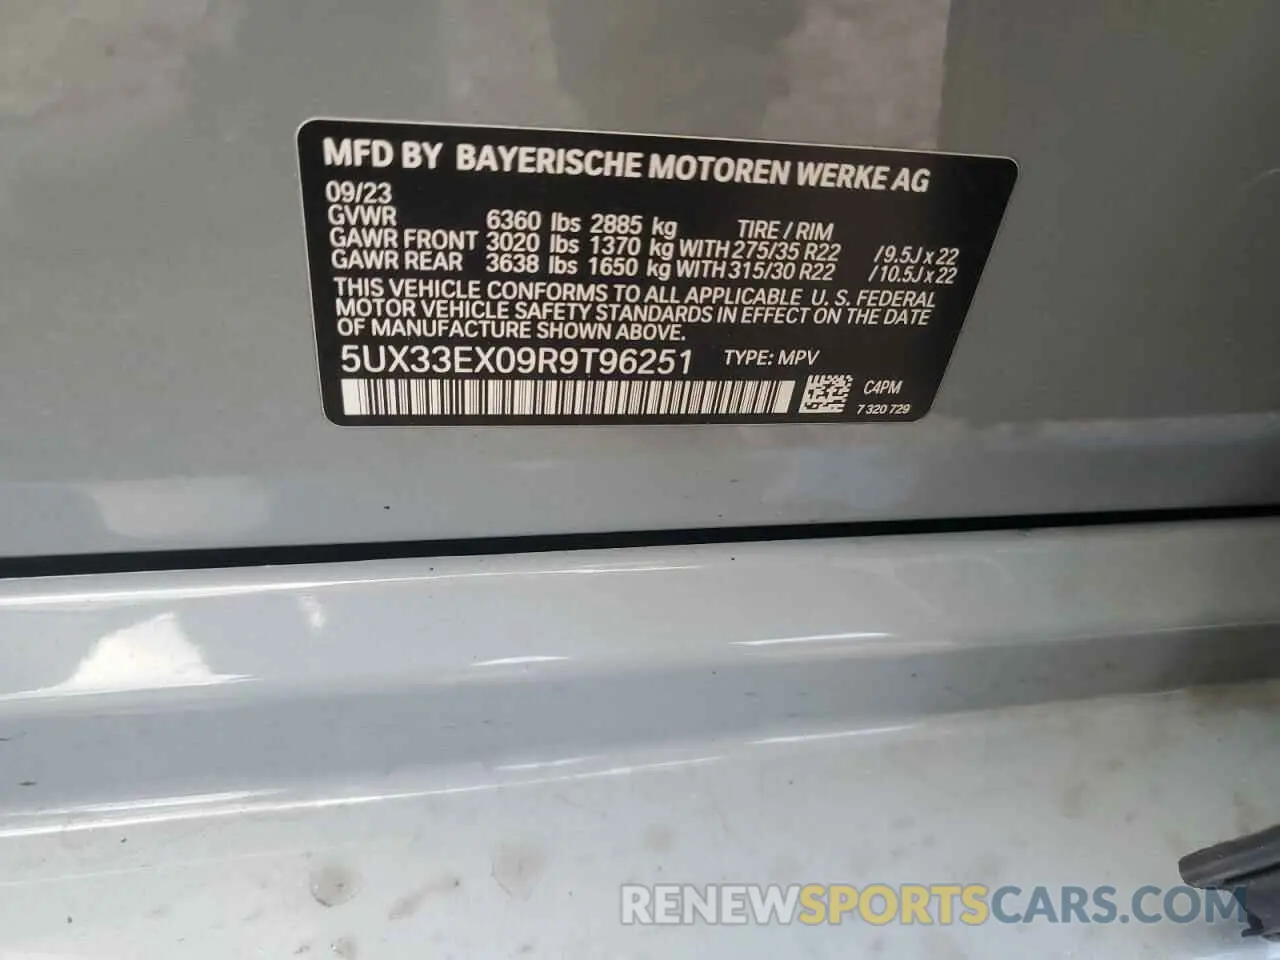 MFD BY BAYERISCHE MOTOREN WERKE AG
09/23
GVWR 6360 lbs 2885 kg TIRE / RIM
GAWR FRONT 3020 lbs 1370 kg WITH 275/35 R22 / 9.5J x 22
GAWR REAR 3638 lbs 1650 kg WITH 315/30 R22 / 10.5J x 22
THIS VEHICLE CONFORMS TO ALL APPLICABLE U. S. FEDERAL
MOTOR VEHICLE SAFETY STANDARDS IN EFFECT ON THE DATE
OF MANUFACTURE SHOWN ABOVE.
5UX33EX09R9T96251 TYPE: MPV
C4PM
7 320 729
RENEWSPORTSCARS.COM